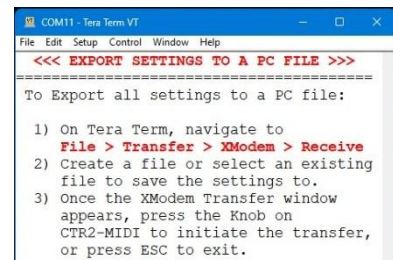 COM11 - Tera Term VT
File Edit Setup Control Window Help
<<< EXPORT SETTINGS TO A PC FILE >>>
==========================================
To Export all settings to a PC file:
1) On Tera Term, navigate to
File > Transfer > XModem > Receive
2) Create a file or select an existing
file to save the settings to.
3) Once the XModem Transfer window
appears, press the Knob on
CTR2-MIDI to initiate the transfer,
or press ESC to exit.